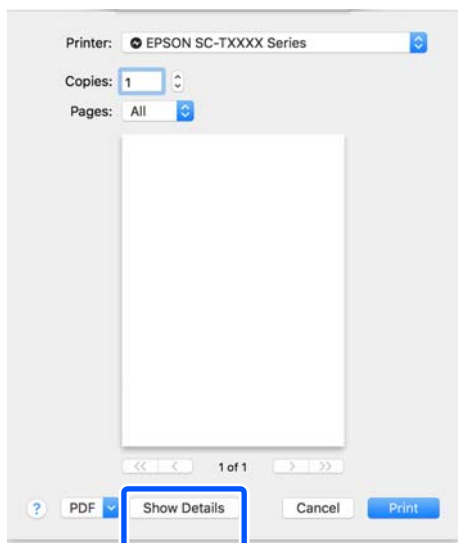 Printer: EPSON SC-TXXXX Series
Copies: 1
Pages: All
<< < 1 of 1 > >>
? PDF Show Details Cancel Print